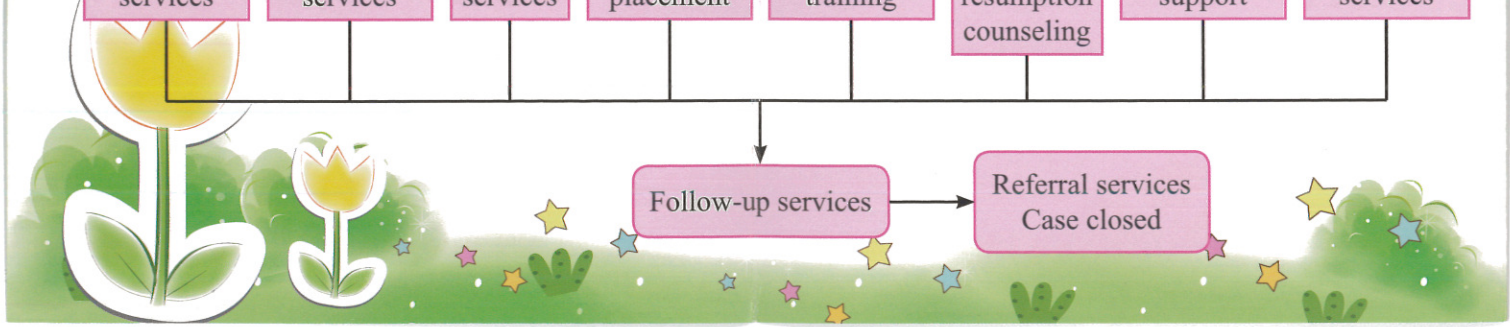 services
services
services
placement
training
resumption
counseling
support
services
Follow-up services
Referral services
Case closed